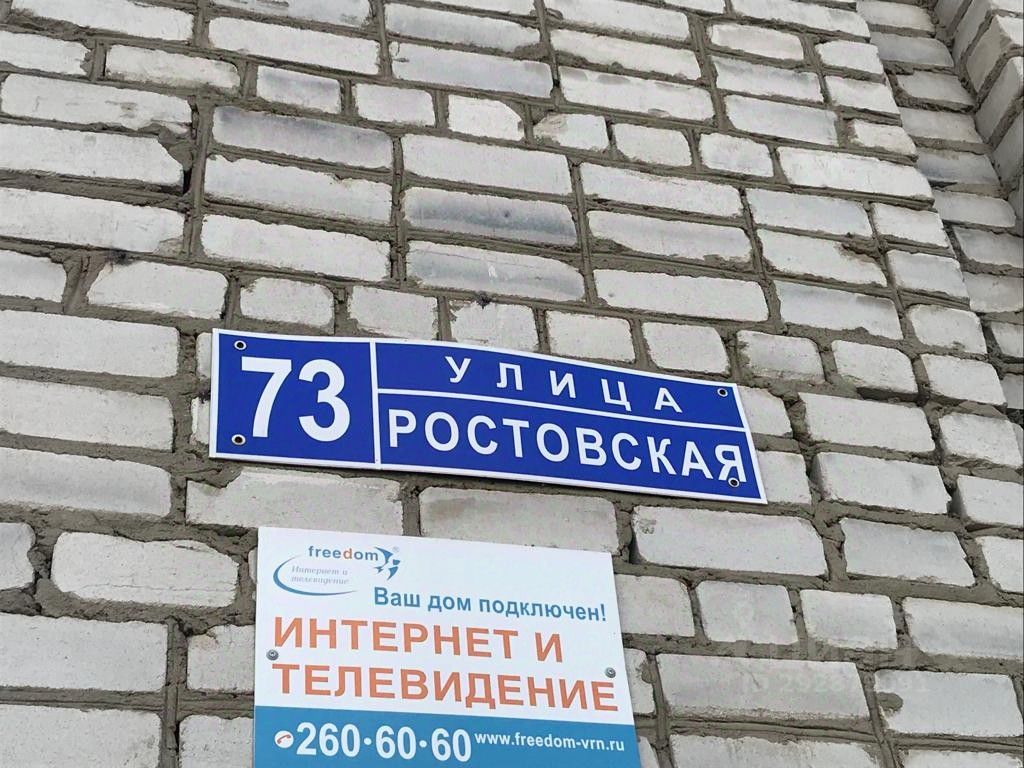 73
УЛИЦА
РОСТОВСКАЯ
freedom®
Интернет и
телевидение
Ваш дом подключен!
ИНТЕРНЕТ И
ТЕЛЕВИДЕНИЕ
260·60·60 www.freedom-vrn.ru